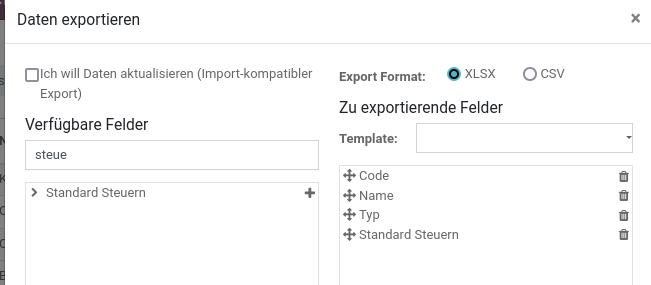 Daten exportieren
×
Ich will Daten aktualisieren (Import-kompatibler
Export)
Verfügbare Felder
steue
Standard Steuern
Export Format:
XLSX
CSV
Zu exportierende Felder
Template:
Code
Name
Typ
Standard Steuern